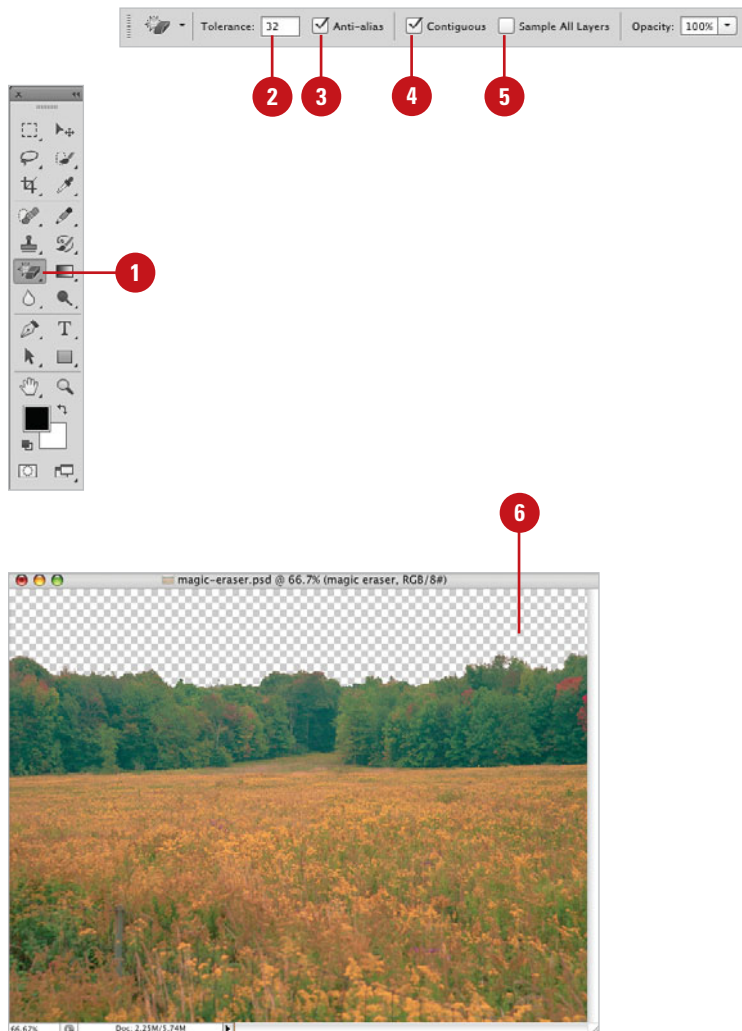 Tolerance: 32 Anti-alias Contiguous Sample All Layers Opacity: 100%
2 3 4 5
1
T
6
magic-eraser.psd @ 66.7% (magic eraser, RGB/8#)
66.67% Doc: 2.25M/5.74M